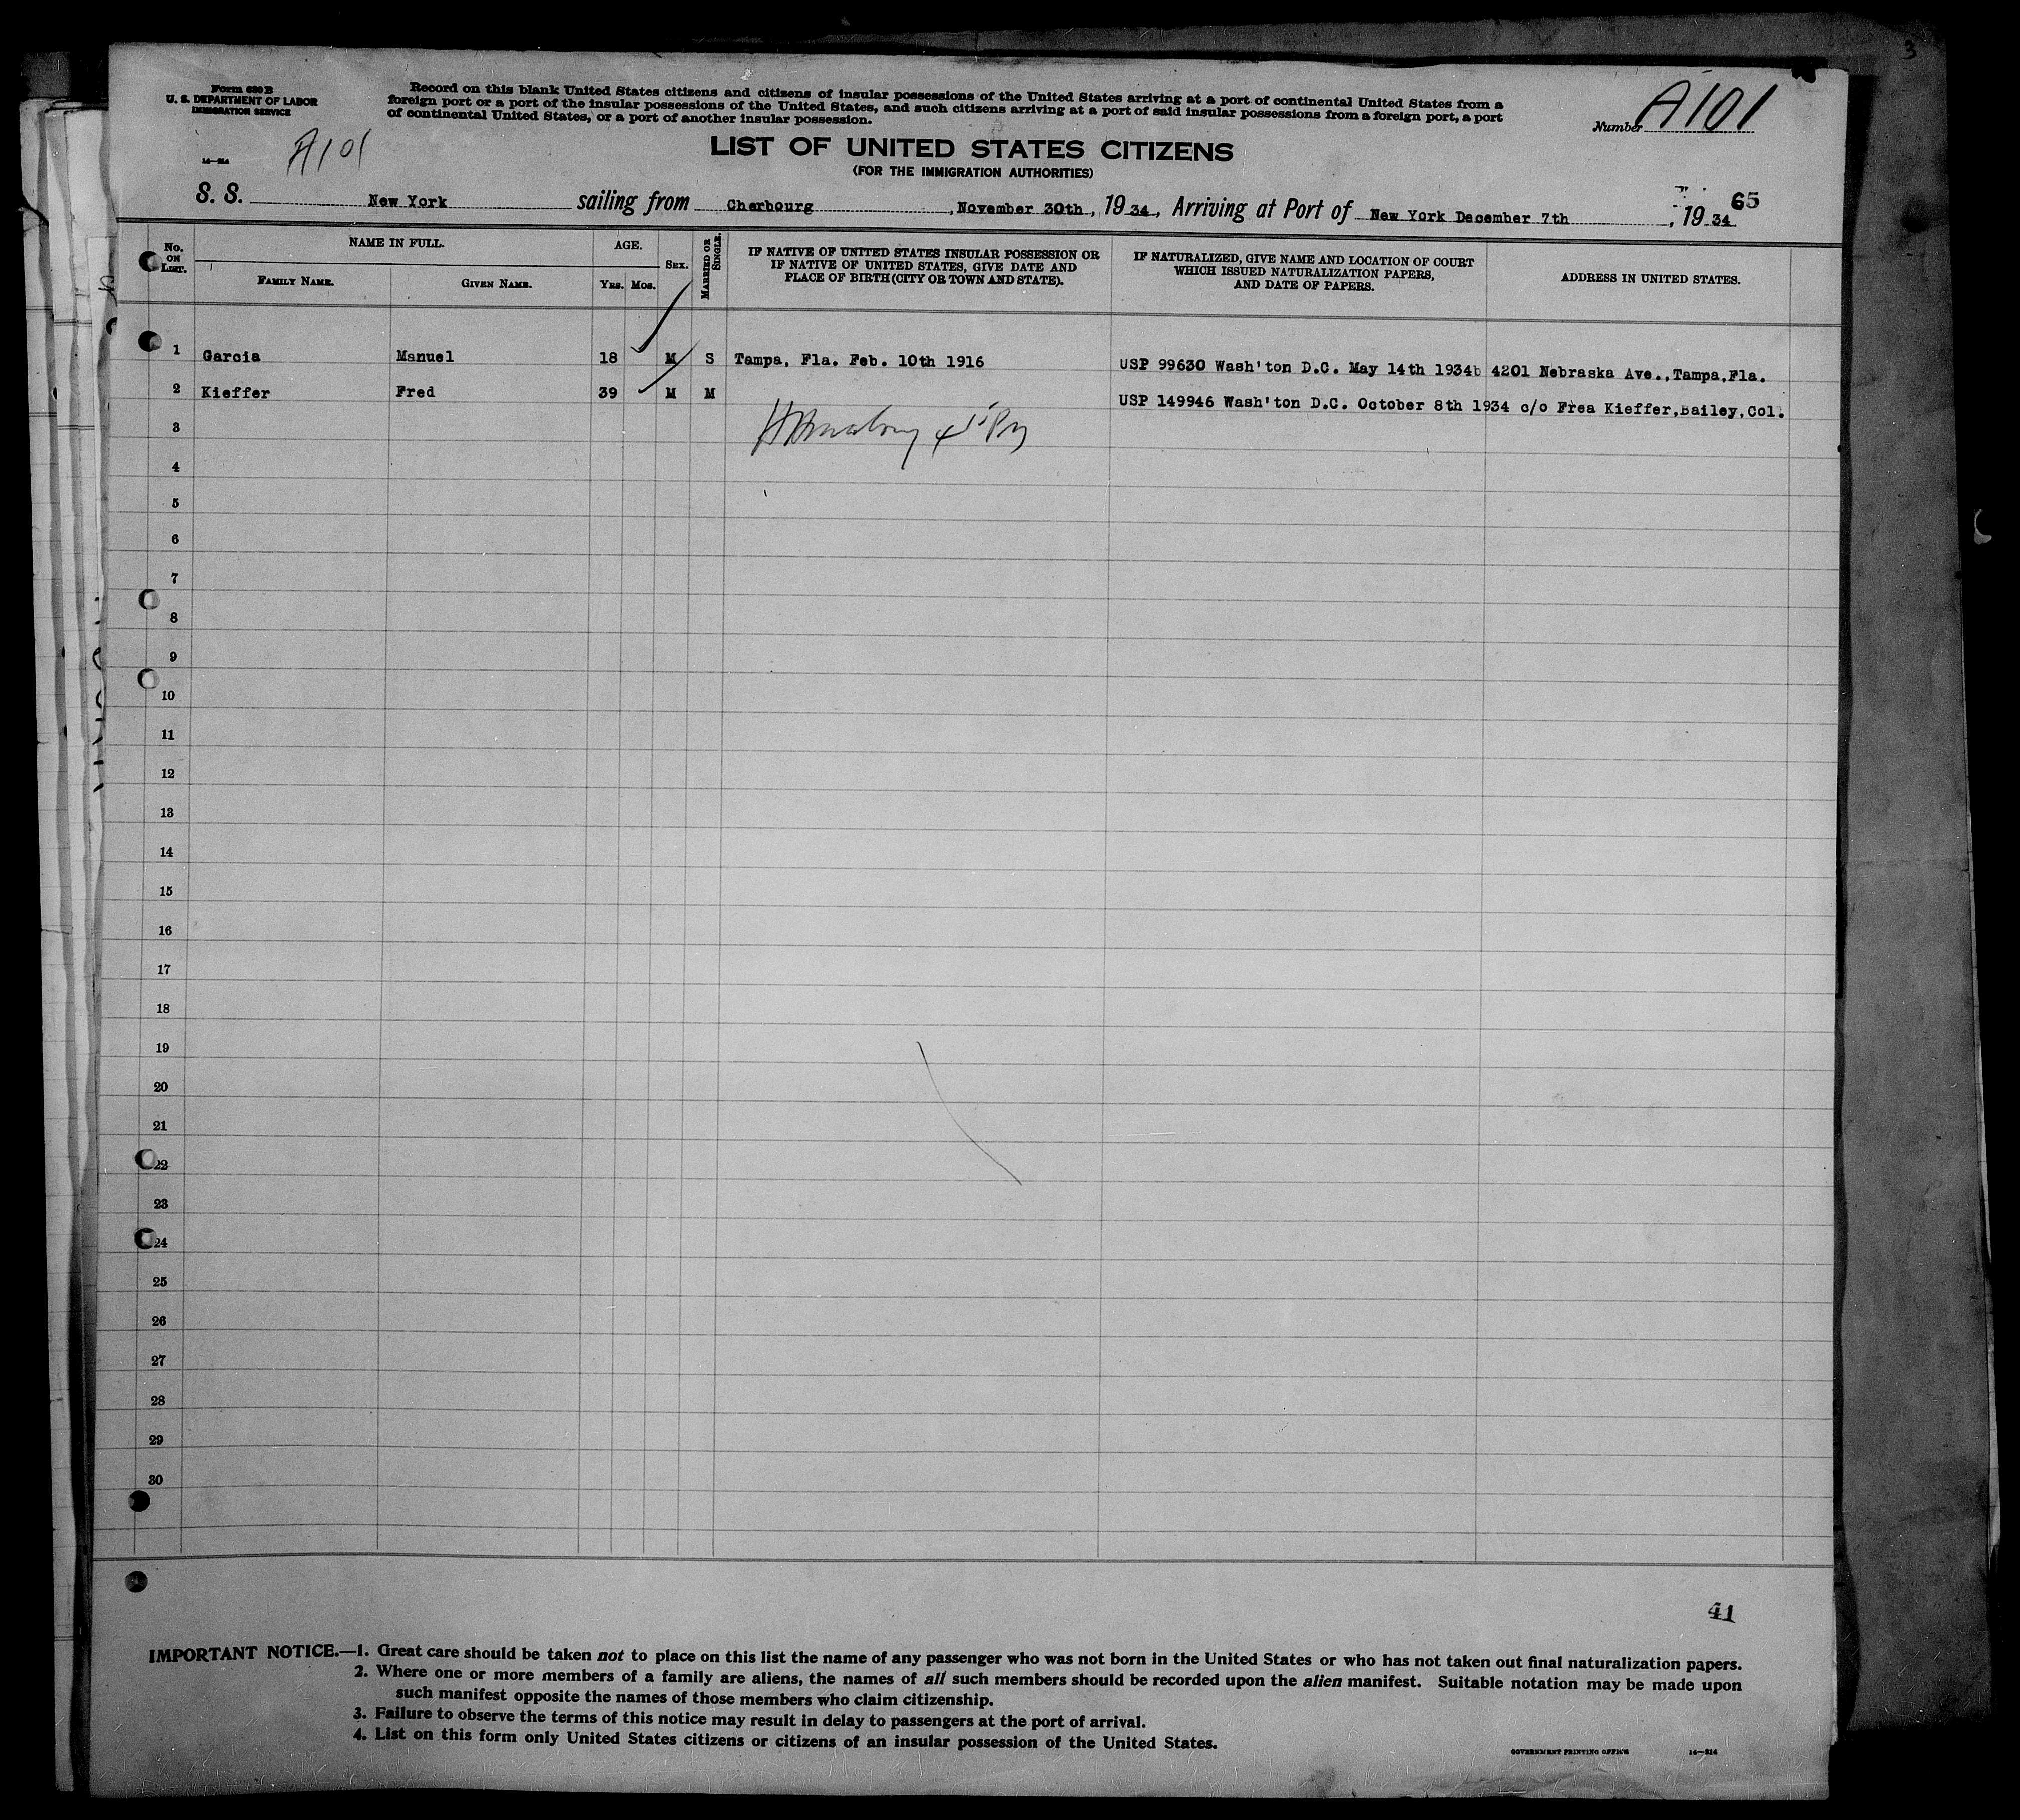 3
Form 630 B
U. S. DEPARTMENT OF LABOR
IMMIGRATION SERVICE
Record on this blank United States citizens and citizens of insular possessions of the United States arriving at a port of continental United States from a
foreign port or a port of the insular possessions of the United States, and such citizens arriving at a port of said insular possessions from a foreign port, a port
of continental United States, or a port of another insular possession.
Number A101
14—214
A101
LIST OF UNITED STATES CITIZENS
(FOR THE IMMIGRATION AUTHORITIES)
65
S. S. New York sailing from Cherbourg, November 30th, 19 34, Arriving at Port of New York December 7th, 19 34
No. ON LIST. NAME IN FULL. AGE. SEX. MARRIED OR SINGLE. IF NATIVE OF UNITED STATES INSULAR POSSESSION OR IF NATIVE OF UNITED STATES, GIVE DATE AND PLACE OF BIRTH (CITY OR TOWN AND STATE). IF NATURALIZED, GIVE NAME AND LOCATION OF COURT WHICH ISSUED NATURALIZATION PAPERS, AND DATE OF PAPERS. ADDRESS IN UNITED STATES.
FAMILY NAME. GIVEN NAME. YRS. MOS.
1 Garcia Manuel 18 M S Tampa, Fla. Feb. 10th 1916 USP 99630 Wash'ton D.C. May 14th 1934b 4201 Nebraska Ave., Tampa, Fla.
2 Kieffer Fred 39 M M USP 149946 Wash'ton D.C. October 8th 1934 c/o Frea Kieffer, Bailey, Col.
3
4
5
6
7
8
9
10
11
12
13
14
15
16
17
18
19
20
21
22
23
24
25
26
27
28
29
30
41
IMPORTANT NOTICE.—1. Great care should be taken not to place on this list the name of any passenger who was not born in the United States or who has not taken out final naturalization papers.
2. Where one or more members of a family are aliens, the names of all such members should be recorded upon the alien manifest. Suitable notation may be made upon
such manifest opposite the names of those members who claim citizenship.
3. Failure to observe the terms of this notice may result in delay to passengers at the port of arrival.
4. List on this form only United States citizens or citizens of an insular possession of the United States.
GOVERNMENT PRINTING OFFICE 14—214